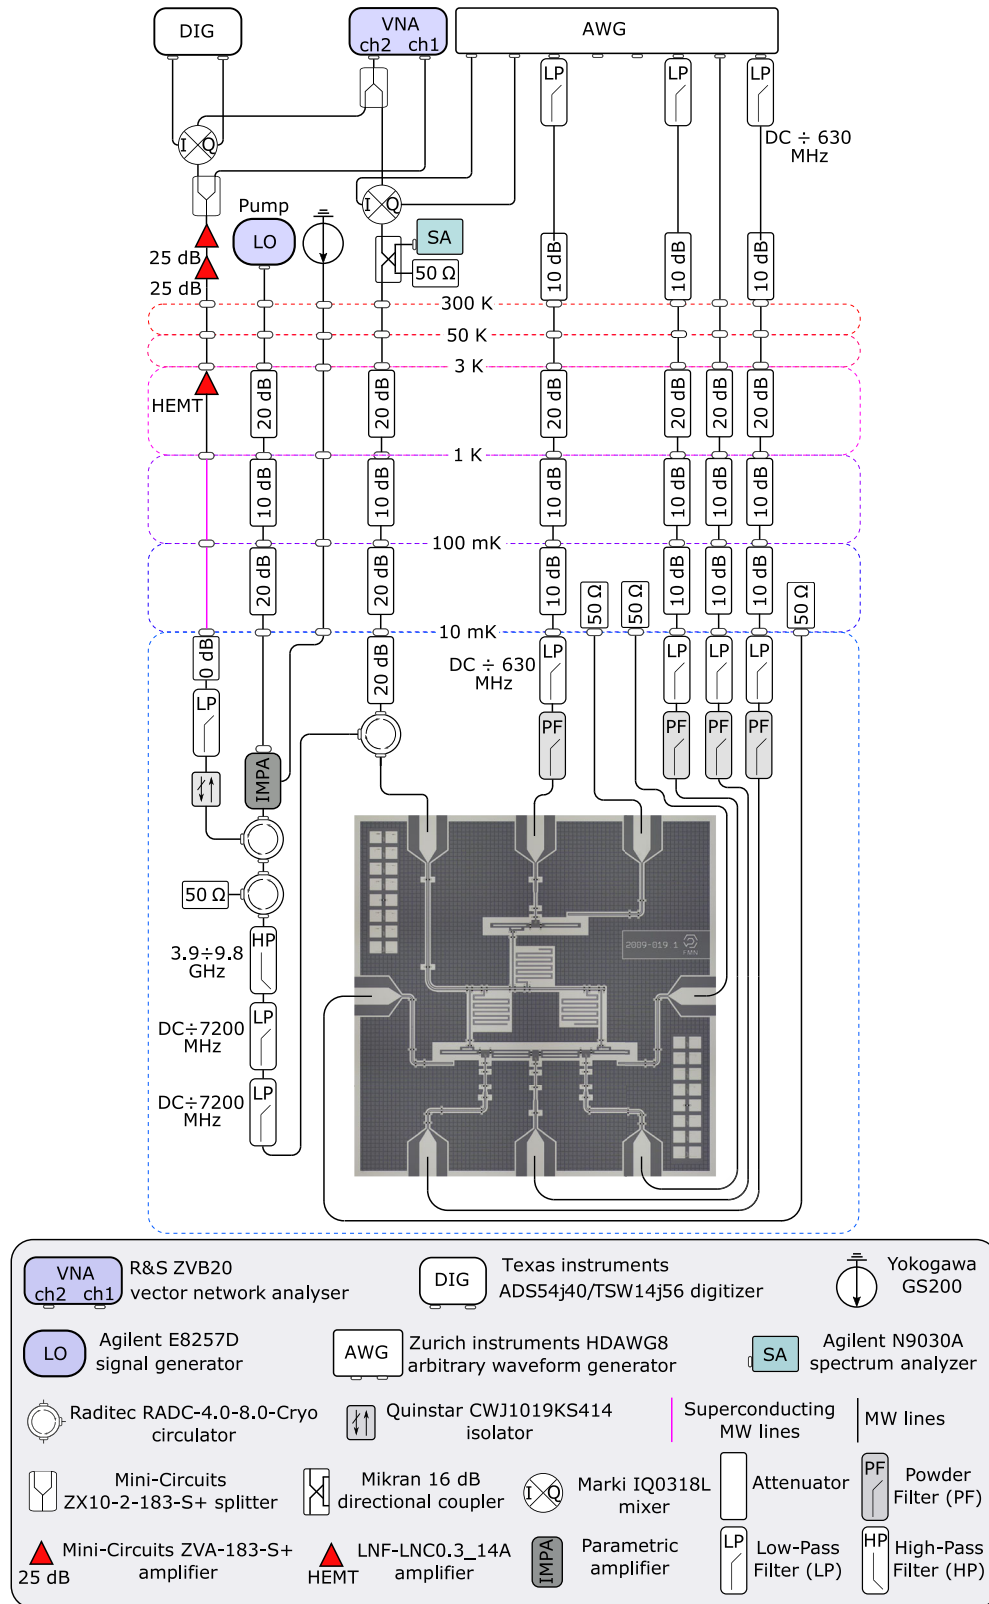 DIG
VNA
ch2 ch1
AWG
LP
LP
LP
I Q
DC ÷ 630
MHz
I Q
Pump
LO
SA
50 Ω
25 dB
25 dB
10 dB
10 dB
10 dB
300 K
50 K
3 K
HEMT
20 dB
20 dB
20 dB
20 dB
20 dB
20 dB
1 K
10 dB
10 dB
10 dB
10 dB
10 dB
10 dB
100 mK
20 dB
20 dB
10 dB
50 Ω
50 Ω
10 dB
10 dB
10 dB
50 Ω
10 mK
0 dB
20 dB
DC ÷ 630
MHz
LP
LP
LP
LP
LP
PF
PF
PF
PF
IMPA
50 Ω
HP
3.9÷9.8
GHz
2009-019 1
FMN
LP
DC÷7200
MHz
LP
DC÷7200
MHz
VNA
ch2 ch1
R&S ZVB20
vector network analyser
DIG
Texas instruments
ADS54j40/TSW14j56 digitizer
Yokogawa
GS200
LO
Agilent E8257D
signal generator
AWG
Zurich instruments HDAWG8
arbitrary waveform generator
SA
Agilent N9030A
spectrum analyzer
Raditec RADC-4.0-8.0-Cryo
circulator
Quinstar CWJ1019KS414
isolator
Superconducting
MW lines
MW lines
Mini-Circuits
ZX10-2-183-S+ splitter
Mikran 16 dB
directional coupler
I Q
Marki IQ0318L
mixer
Attenuator
PF
Powder
Filter (PF)
25 dB
Mini-Circuits ZVA-183-S+
amplifier
HEMT
LNF-LNC0.3_14A
amplifier
IMPA
Parametric
amplifier
LP
Low-Pass
Filter (LP)
HP
High-Pass
Filter (HP)